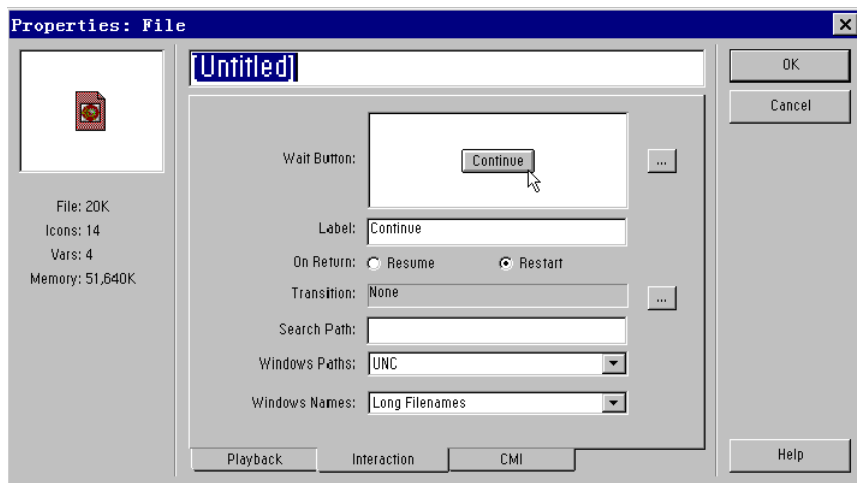 Properties: File
[Untitled]
OK
Cancel
Wait Button:
Continue
...
File: 20K
Icons: 14
Vars: 4
Memory: 51,640K
Label: Continue
On Return: Resume Restart
Transition: None
...
Search Path:
Windows Paths: UNC
Windows Names: Long Filenames
Playback Interaction CMI
Help